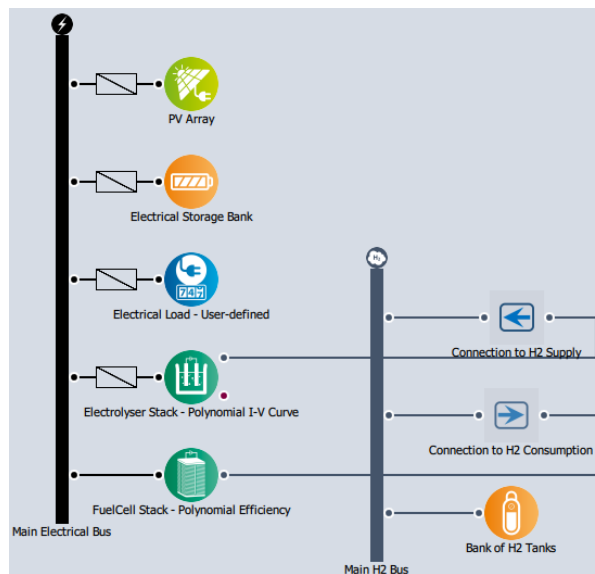 PV Array
Electrical Storage Bank
H₂
Electrical Load - User-defined
Connection to H2 Supply
Electrolyser Stack - Polynomial I-V Curve
Connection to H2 Consumption
FuelCell Stack - Polynomial Efficiency
Main Electrical Bus
Bank of H2 Tanks
Main H2 Bus